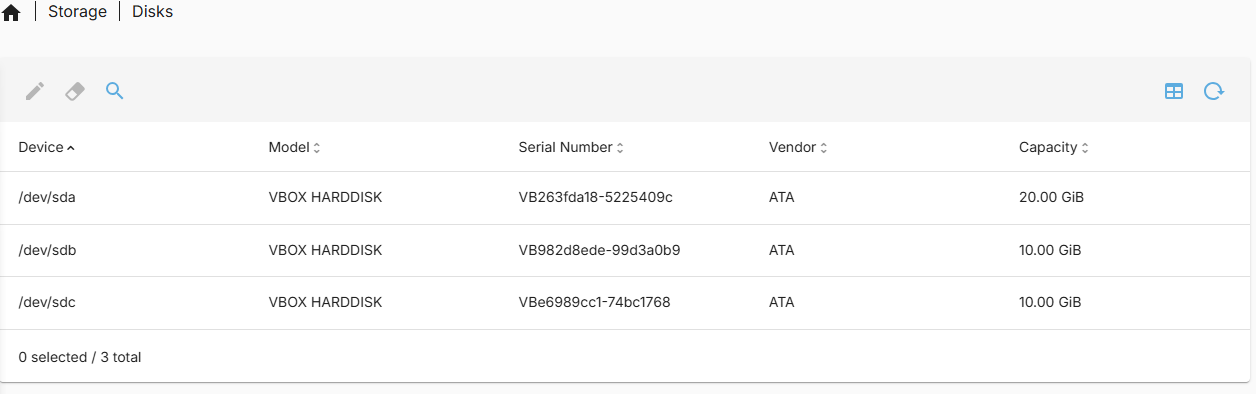 Storage Disks
Device Model Serial Number Vendor Capacity
/dev/sda VBOX HARDDISK VB263fda18-5225409c ATA 20.00 GiB
/dev/sdb VBOX HARDDISK VB982d8ede-99d3a0b9 ATA 10.00 GiB
/dev/sdc VBOX HARDDISK VBe6989cc1-74bc1768 ATA 10.00 GiB
0 selected / 3 total